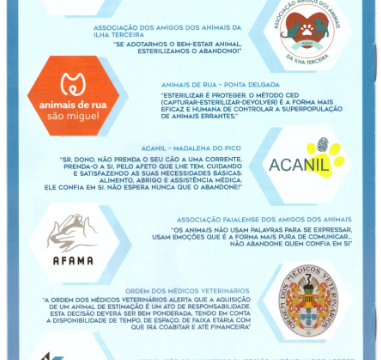 ASSOCIAÇÃO DOS AMIGOS DOS ANIMAIS DA
ILHA TERCEIRA
"SE ADOTARMOS O BEM-ESTAR ANIMAL,
ESTERILIZAMOS O ABANDONO!"
ASSOCIAÇÃO DOS AMIGOS DOS ANIMAIS
DA ILHA TERCEIRA
animais de rua
são miguel
ANIMAIS DE RUA - PONTA DELGADA
"ESTERILIZAR É PROTEGER. O MÉTODO CED
(CAPTURAR-ESTERILIZAR-DEVOLVER) É A FORMA MAIS
EFICAZ E HUMANA DE CONTROLAR A SUPERPOPULAÇÃO
DE ANIMAIS ERRANTES."
ACANIL - MADALENA DO PICO
"SR. DONO, NÃO PRENDA O SEU CÃO A UMA CORRENTE,
PRENDA-O A SI, PELO AFETO QUE LHE TEM, CUIDANDO
E SATISFAZENDO AS SUAS NECESSIDADES BÁSICAS:
ALIMENTO, ABRIGO E ASSISTÊNCIA MÉDICA.
ELE CONFIA EM SI. NÃO ESPERA NUNCA QUE O ABANDONE!"
ACANIL
AFAMA
ASSOCIAÇÃO FAIALENSE DOS AMIGOS DOS ANIMAIS
"OS ANIMAIS NÃO USAM PALAVRAS PARA SE EXPRESSAR,
USAM EMOÇÕES QUE É A FORMA MAIS PURA DE COMUNICAR...
NÃO ABANDONE QUEM CONFIA EM SI"
ORDEM DOS MÉDICOS VETERINÁRIOS
"A ORDEM DOS MÉDICOS VETERINÁRIOS ALERTA QUE A AQUISIÇÃO
DE UM ANIMAL DE ESTIMAÇÃO É UM ATO DE RESPONSABILIDADE.
ESTA DECISÃO DEVERÁ SER BEM PONDERADA, TENDO EM CONTA
A DISPONIBILIDADE DE TEMPO, DE ESPAÇO, DE FAIXA ETÁRIA COM
QUE IRÁ COABITAR E ATÉ FINANCEIRA"
ORDEM DOS MÉDICOS VETERINÁRIOS